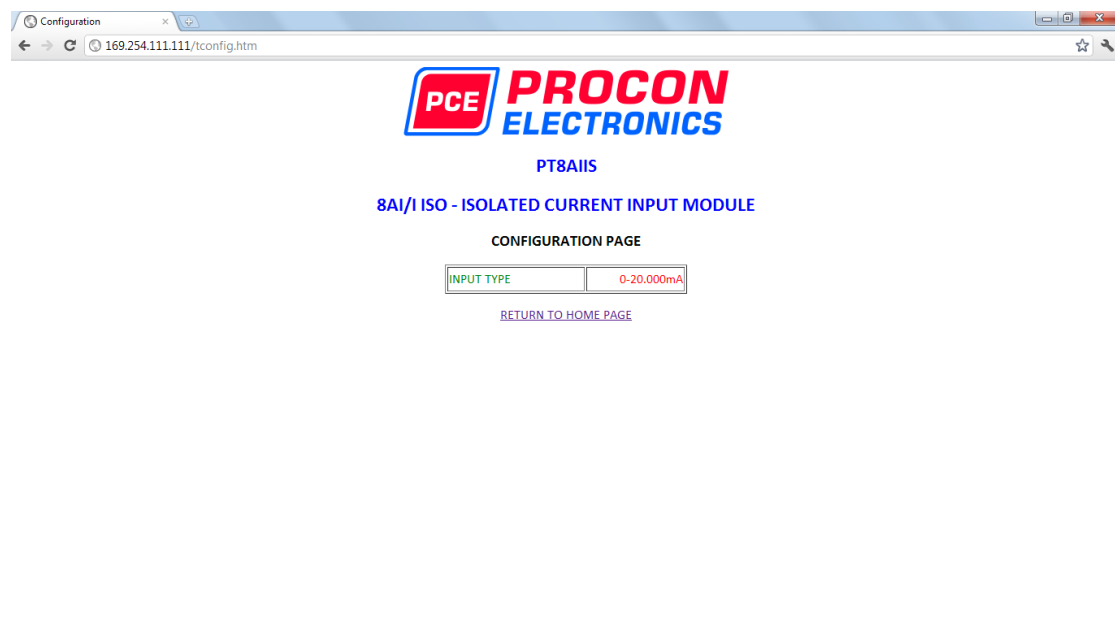 Configuration
169.254.111.111/tconfig.htm
PCE PROCON
ELECTRONICS
PT8AIIS
8AI/I ISO - ISOLATED CURRENT INPUT MODULE
CONFIGURATION PAGE
INPUT TYPE 0-20.000mA
RETURN TO HOME PAGE